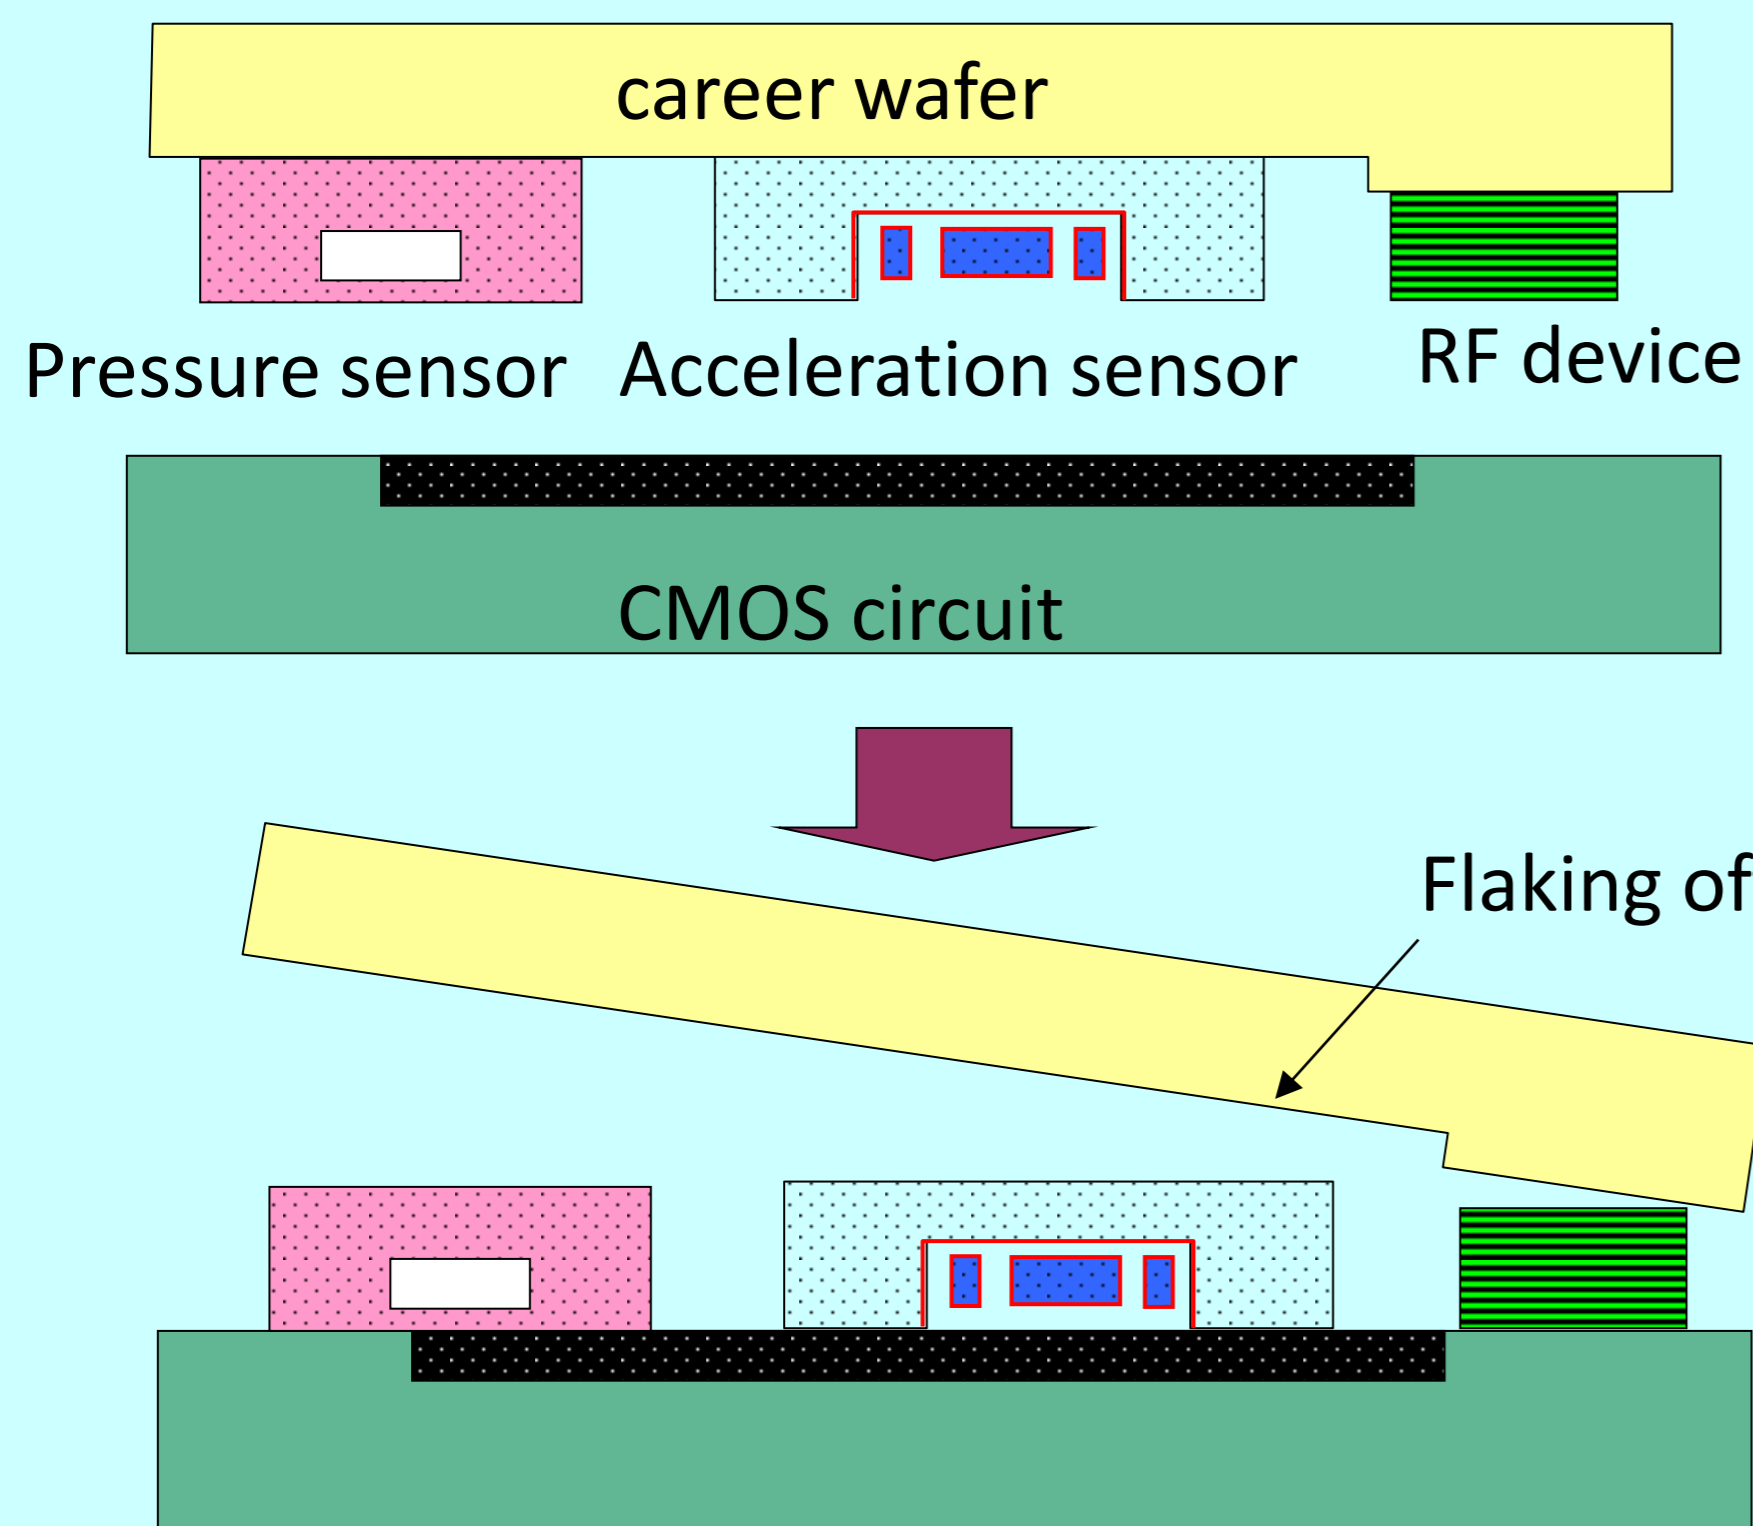 career wafer
Pressure sensor
Acceleration sensor
RF device
CMOS circuit
Flaking of